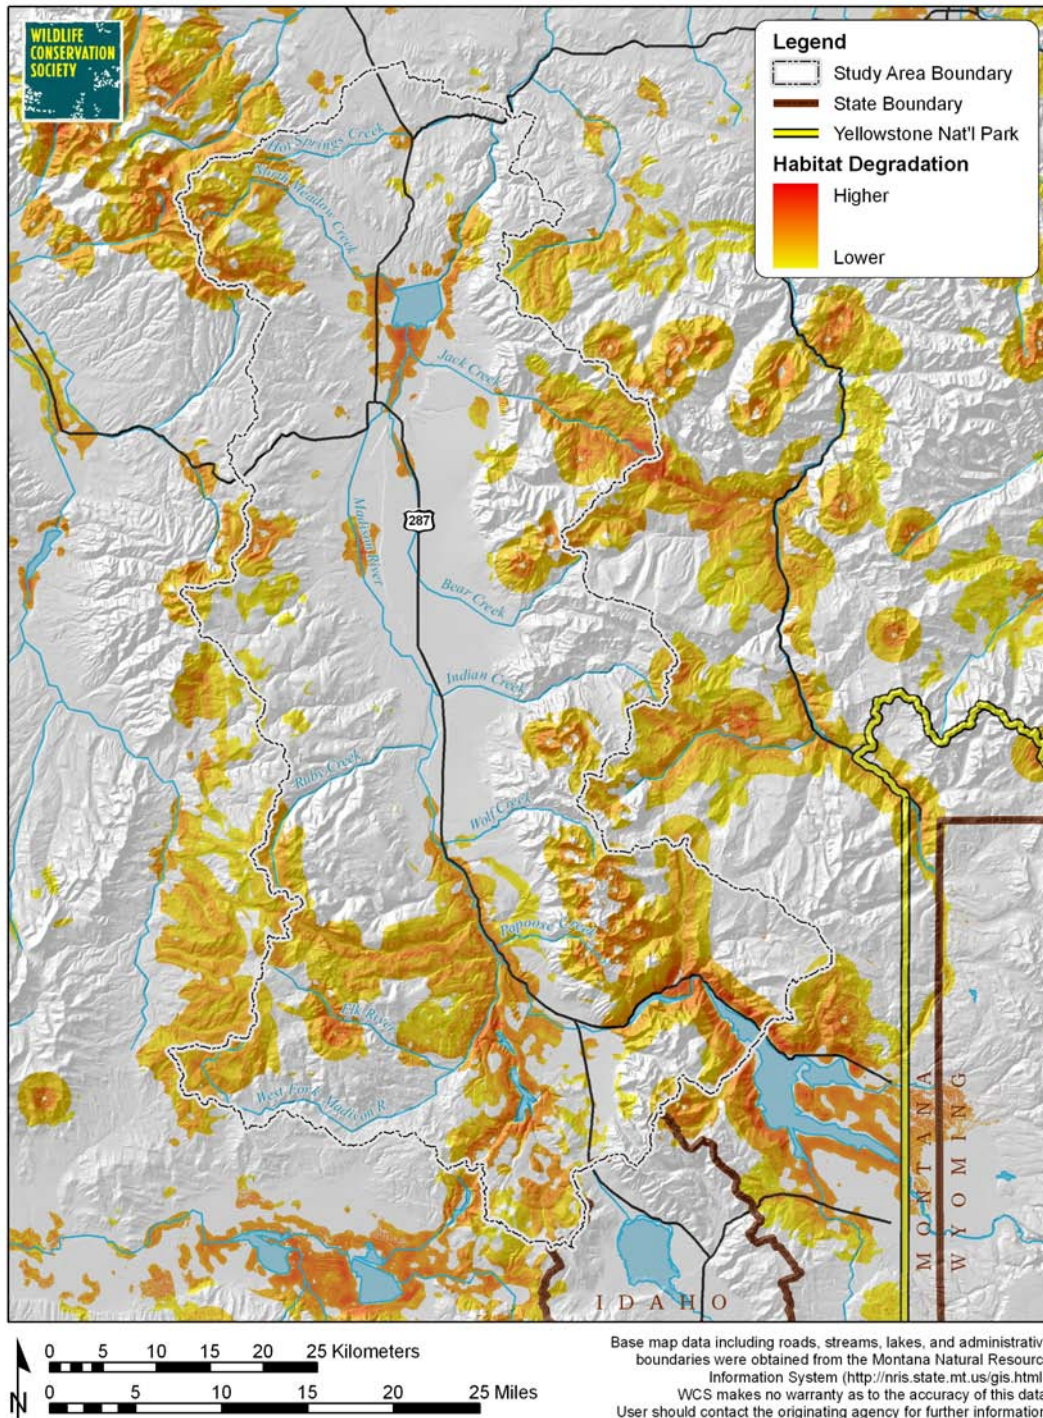 WILDLIFE
CONSERVATION
SOCIETY
Legend
Study Area Boundary
State Boundary
Yellowstone Nat'l Park
Habitat Degradation
Higher
Lower
Hot Springs Creek
North Meadow Creek
Jack Creek
287
Madison River
Bear Creek
Indian Creek
Ruby Creek
Wolf Creek
Papoose Creek
Elk River
West Fork Madison R.
MONTANA
WYOMING
IDAHO
0 5 10 15 20 25 Kilometers
0 5 10 15 20 25 Miles
N
Base map data including roads, streams, lakes, and administrativ
boundaries were obtained from the Montana Natural Resourc
Information System (http://nris.state.mt.us/gis.html
WCS makes no warranty as to the accuracy of this data
User should contact the originating agency for further information